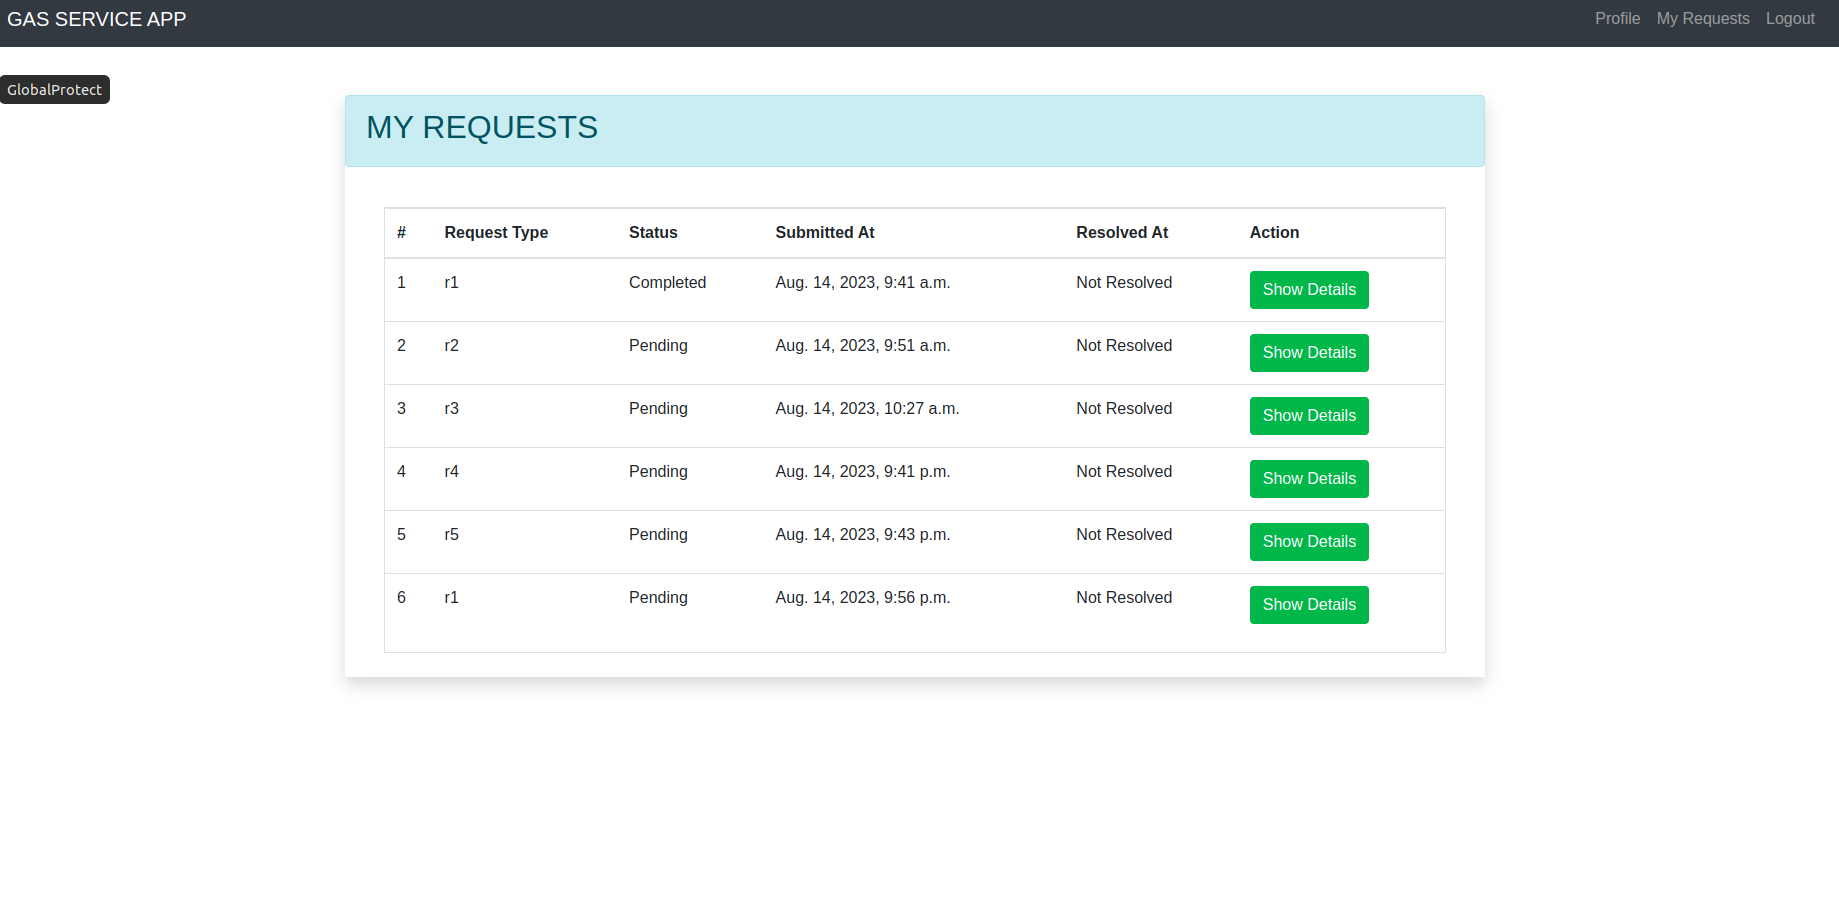 GAS SERVICE APP Profile My Requests Logout
GlobalProtect
MY REQUESTS
# Request Type Status Submitted At Resolved At Action
1 r1 Completed Aug. 14, 2023, 9:41 a.m. Not Resolved Show Details
2 r2 Pending Aug. 14, 2023, 9:51 a.m. Not Resolved Show Details
3 r3 Pending Aug. 14, 2023, 10:27 a.m. Not Resolved Show Details
4 r4 Pending Aug. 14, 2023, 9:41 p.m. Not Resolved Show Details
5 r5 Pending Aug. 14, 2023, 9:43 p.m. Not Resolved Show Details
6 r1 Pending Aug. 14, 2023, 9:56 p.m. Not Resolved Show Details